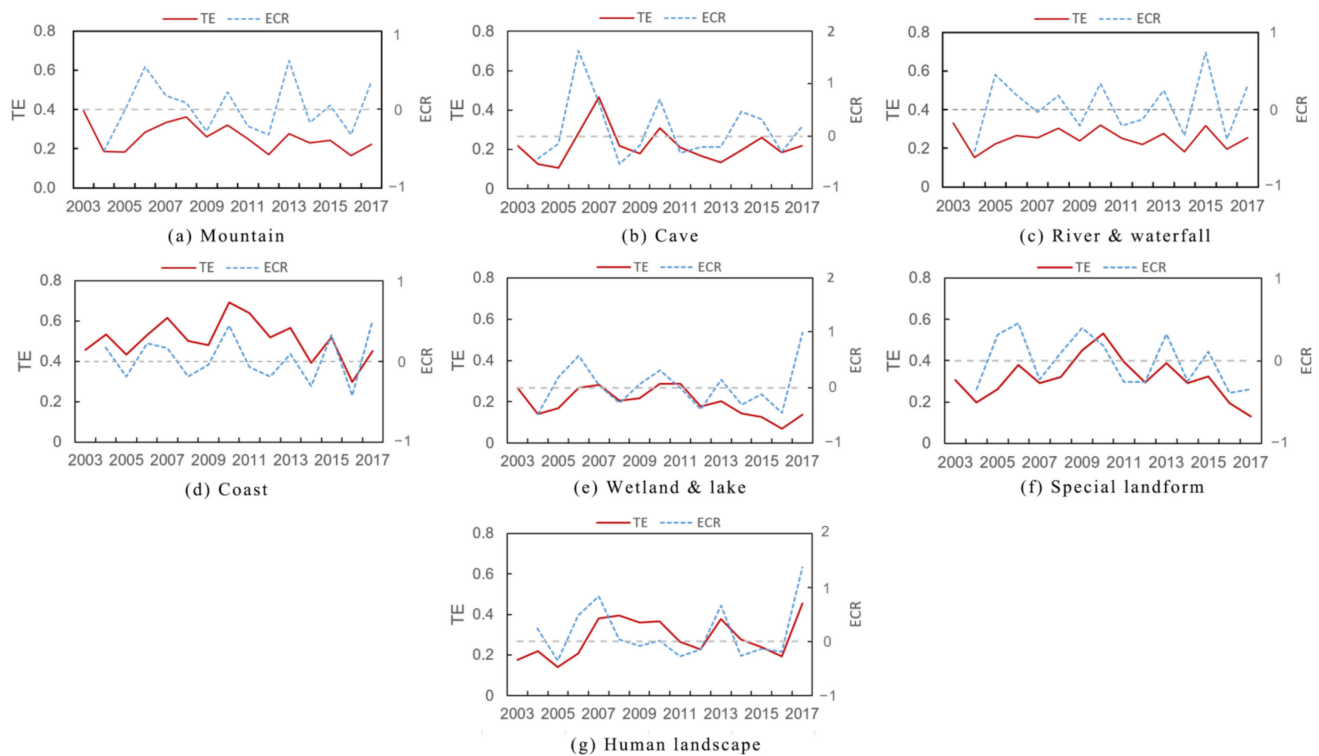 TE ECR TE ECR TE ECR
0.8 1 0.8 2 0.8 1
0.6 0.6 1 0.6
TE 0.4 0 ECR TE 0.4 0 ECR TE 0.4 0 ECR
0.2 0.2 0.2
0.0 −1 0 −1 0 −1
2003 2005 2007 2009 2011 2013 2015 2017 2003 2005 2007 2009 2011 2013 2015 2017 2003 2005 2007 2009 2011 2013 2015 2017
(a) Mountain (b) Cave (c) River & waterfall
TE ECR TE ECR TE ECR
0.8 1 0.8 2 0.8 1
0.6 0.6 1 0.6
TE 0.4 0 ECR TE 0.4 0 ECR TE 0.4 0 ECR
0.2 0.2 0.2
0 −1 0 −1 0 −1
2003 2005 2007 2009 2011 2013 2015 2017 2003 2005 2007 2009 2011 2013 2015 2017 2003 2005 2007 2009 2011 2013 2015 2017
(d) Coast (e) Wetland & lake (f) Special landform
TE ECR
0.8 2
0.6 1
TE 0.4 0 ECR
0.2
0 −1
2003 2005 2007 2009 2011 2013 2015 2017
(g) Human landscape